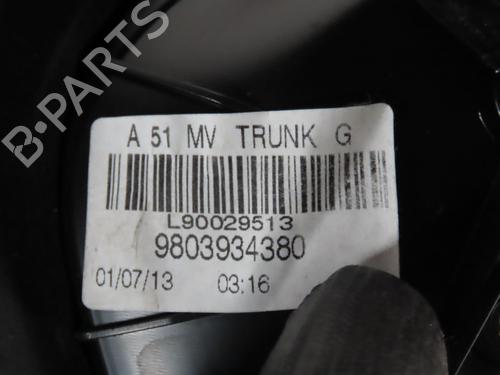 A 51 MV TRUNK G
L90029513
9803934380
01/07/13 03:16
B-PARTS